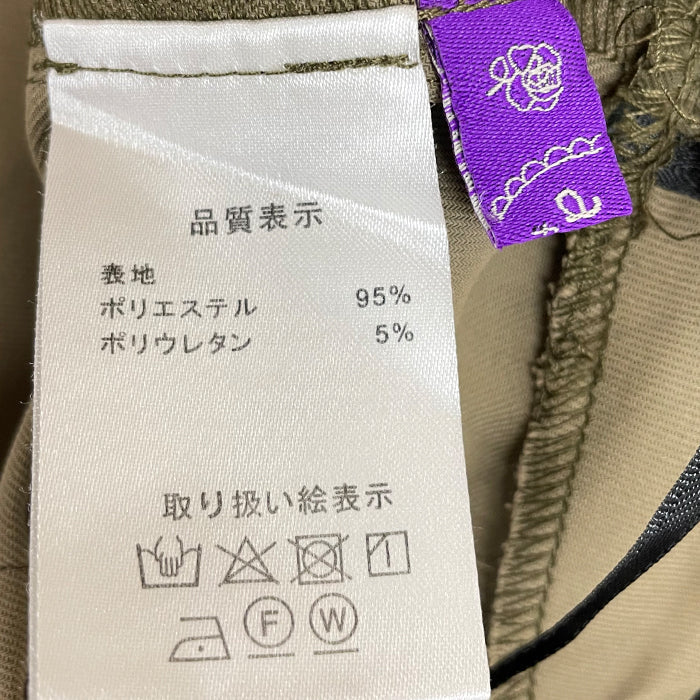 品質表示
表地
ポリエステル 95%
ポリウレタン 5%
取り扱い絵表示
F W